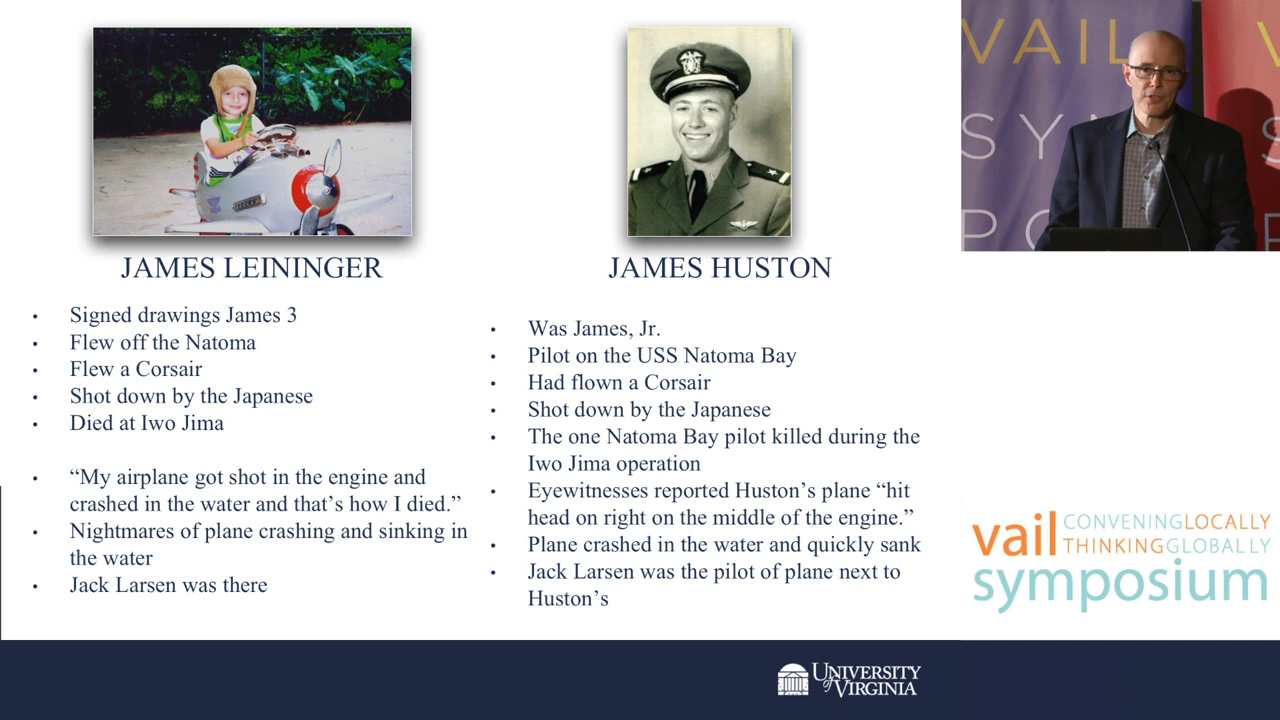 JAMES LEININGER
• Signed drawings James 3
• Flew off the Natoma
• Flew a Corsair
• Shot down by the Japanese
• Died at Iwo Jima
• “My airplane got shot in the engine and
crashed in the water and that’s how I died.”
• Nightmares of plane crashing and sinking in
the water
• Jack Larsen was there
JAMES HUSTON
• Was James, Jr.
• Pilot on the USS Natoma Bay
• Had flown a Corsair
• Shot down by the Japanese
• The one Natoma Bay pilot killed during the
Iwo Jima operation
• Eyewitnesses reported Huston’s plane “hit
head on right on the middle of the engine.”
• Plane crashed in the water and quickly sank
• Jack Larsen was the pilot of plane next to
Huston’s
VAIL
SY
PO
vail CONVENINGLOCALLY
THINKINGGLOBALLY
symposium
UNIVERSITY
of VIRGINIA